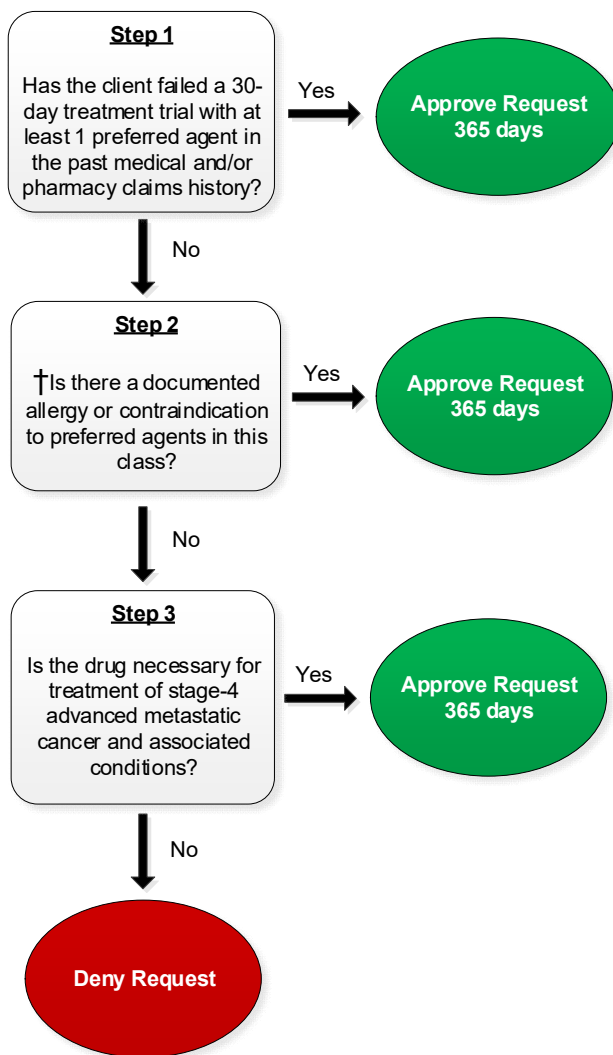 Step 1
Has the client failed a 30-
day treatment trial with at
least 1 preferred agent in
the past medical and/or
pharmacy claims history?
Yes
Approve Request
365 days
No
Step 2
†Is there a documented
allergy or contraindication
to preferred agents in this
class?
Yes
Approve Request
365 days
No
Step 3
Is the drug necessary for
treatment of stage-4
advanced metastatic
cancer and associated
conditions?
Yes
Approve Request
365 days
No
Deny Request